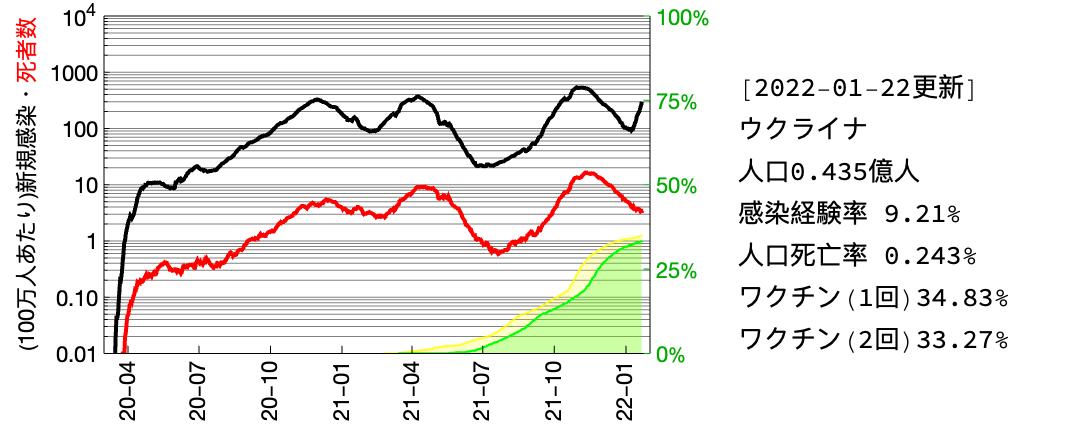 (100万人あたり)新規感染・死者数
10^4
1000
100
10
1
0.10
0.01
100%
75%
50%
25%
0%
20-04
20-07
20-10
21-01
21-04
21-07
21-10
22-01
[2022-01-22更新]
ウクライナ
人口0.435億人
感染経験率 9.21%
人口死亡率 0.243%
ワクチン(1回)34.83%
ワクチン(2回)33.27%